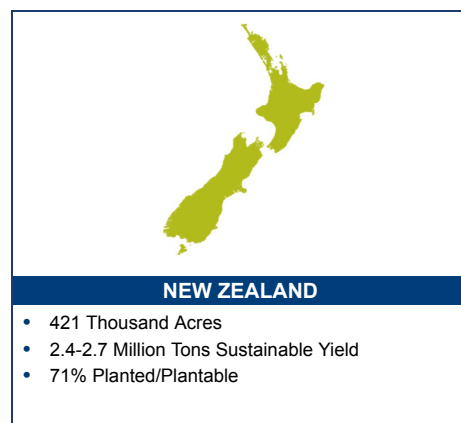 NEW ZEALAND
• 421 Thousand Acres
• 2.4-2.7 Million Tons Sustainable Yield
• 71% Planted/Plantable